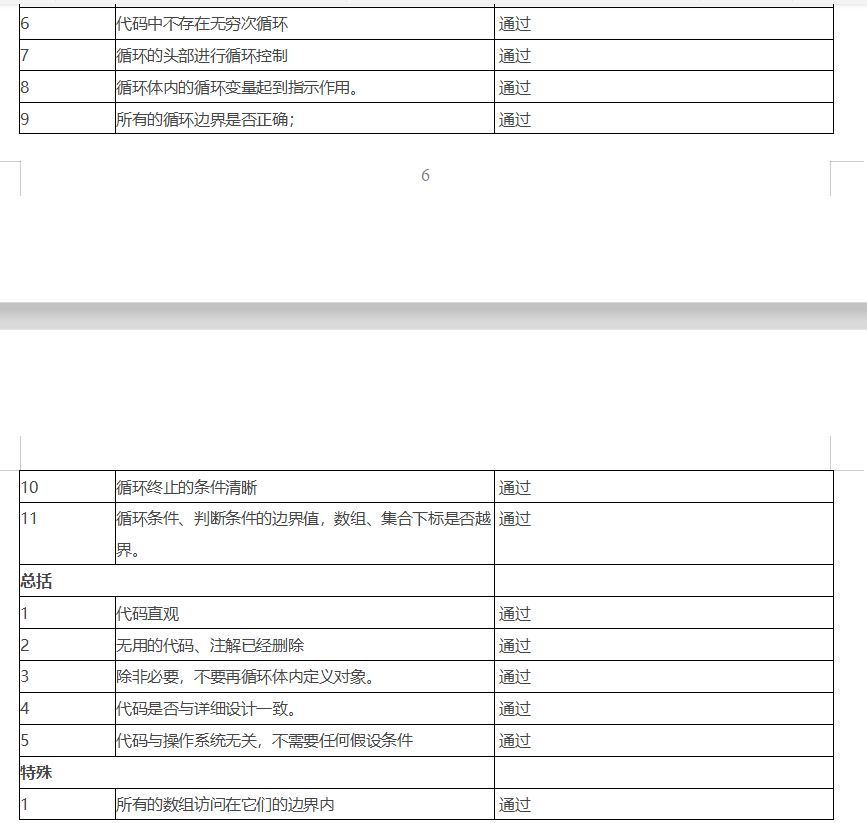 6 代码中不存在无穷次循环 通过
7 循环的头部进行循环控制 通过
8 循环体内的循环变量起到指示作用。 通过
9 所有的循环边界是否正确； 通过
6
10 循环终止的条件清晰 通过
11 循环条件、判断条件的边界值，数组、集合下标是否越 通过
界。
总括
1 代码直观 通过
2 无用的代码、注解已经删除 通过
3 除非必要，不要再循环体内定义对象。 通过
4 代码是否与详细设计一致。 通过
5 代码与操作系统无关，不需要任何假设条件 通过
特殊
1 所有的数组访问在它们的边界内 通过